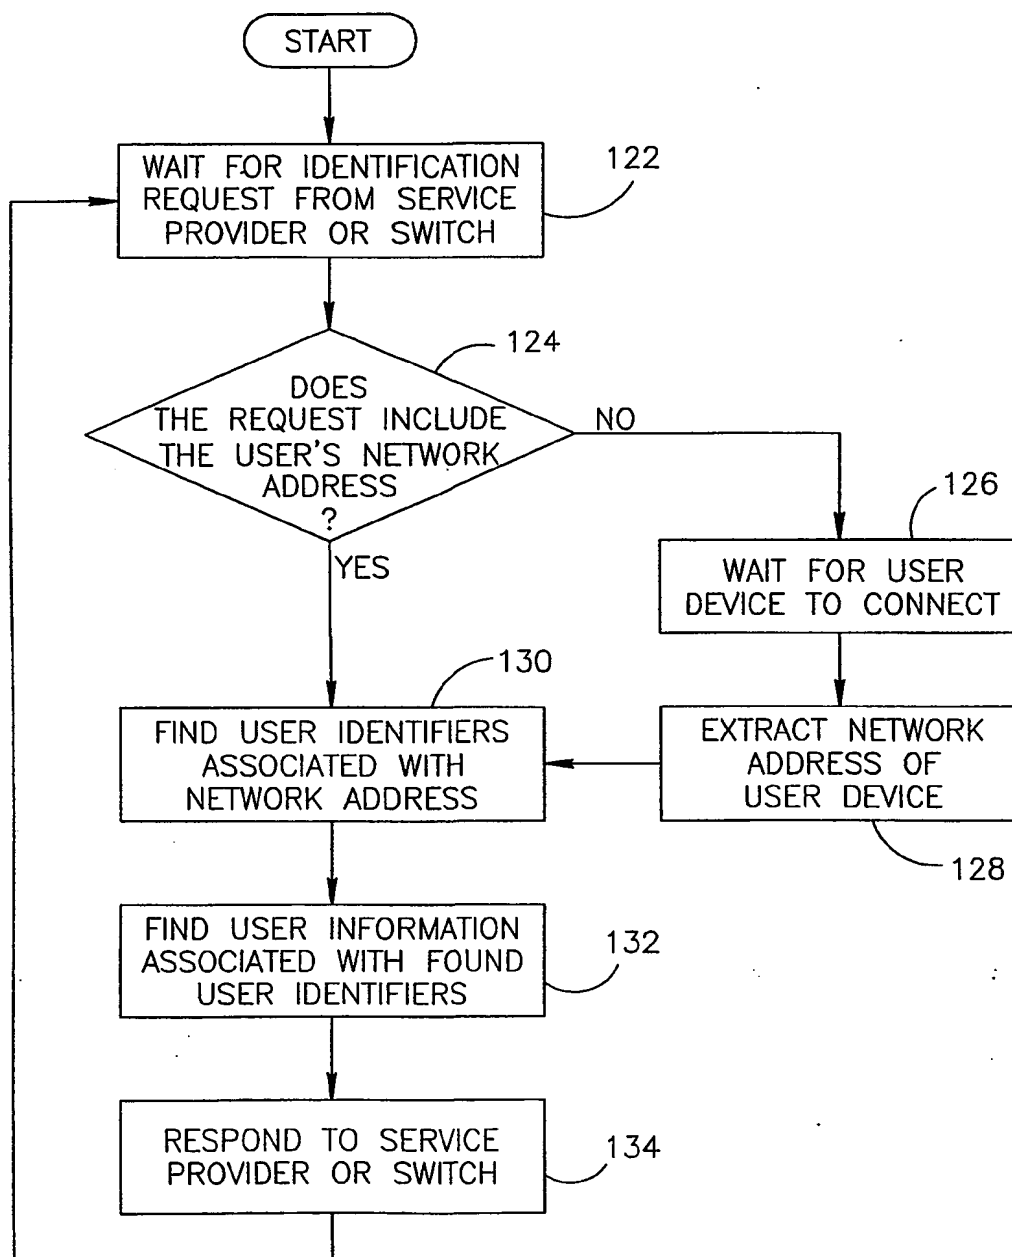 START
WAIT FOR IDENTIFICATION
REQUEST FROM SERVICE
PROVIDER OR SWITCH
122
124
DOES
THE REQUEST INCLUDE
THE USER'S NETWORK
ADDRESS
?
NO
YES
126
WAIT FOR USER
DEVICE TO CONNECT
130
FIND USER IDENTIFIERS
ASSOCIATED WITH
NETWORK ADDRESS
EXTRACT NETWORK
ADDRESS OF
USER DEVICE
128
FIND USER INFORMATION
ASSOCIATED WITH FOUND
USER IDENTIFIERS
132
RESPOND TO SERVICE
PROVIDER OR SWITCH
134